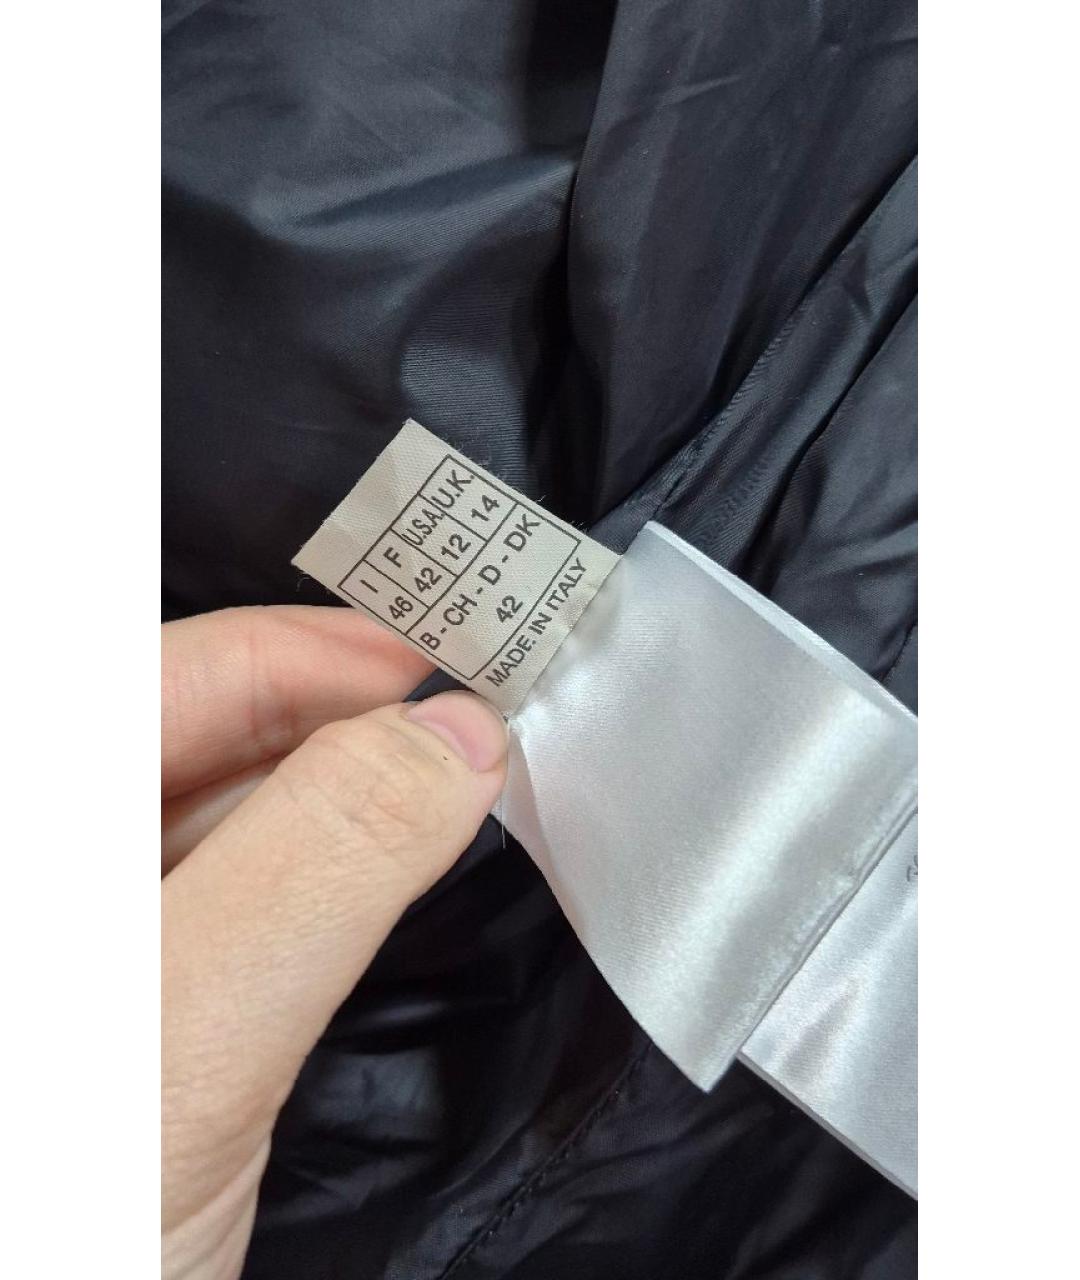 I F U.S.A. U.K.
46 42 12 14
B - CH - D - DK
42
MADE IN ITALY